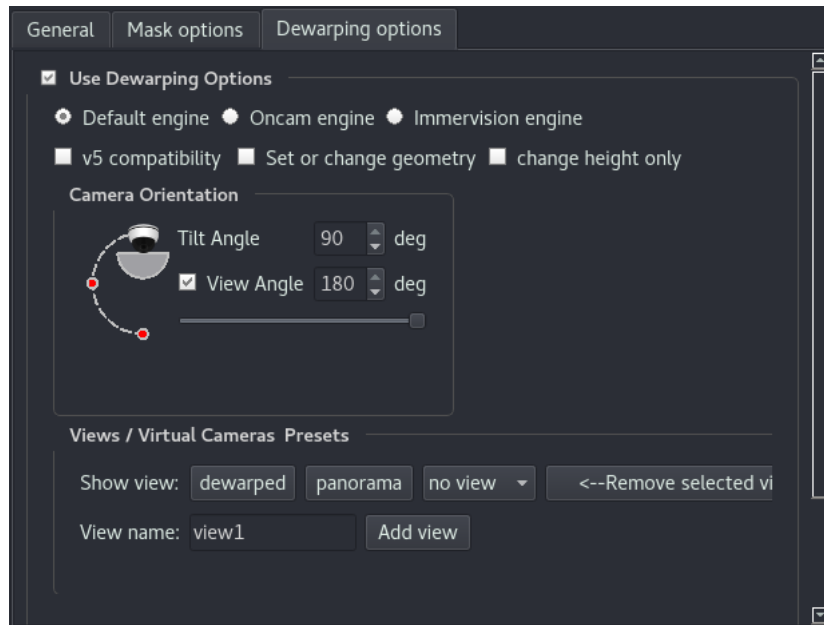 General Mask options Dewarping options
Use Dewarping Options
Default engine Oncam engine Immervision engine
v5 compatibility Set or change geometry change height only
Camera Orientation
Tilt Angle 90 deg
View Angle 180 deg
Views / Virtual Cameras Presets
Show view: dewarped panorama no view <--Remove selected vi
View name: view1 Add view